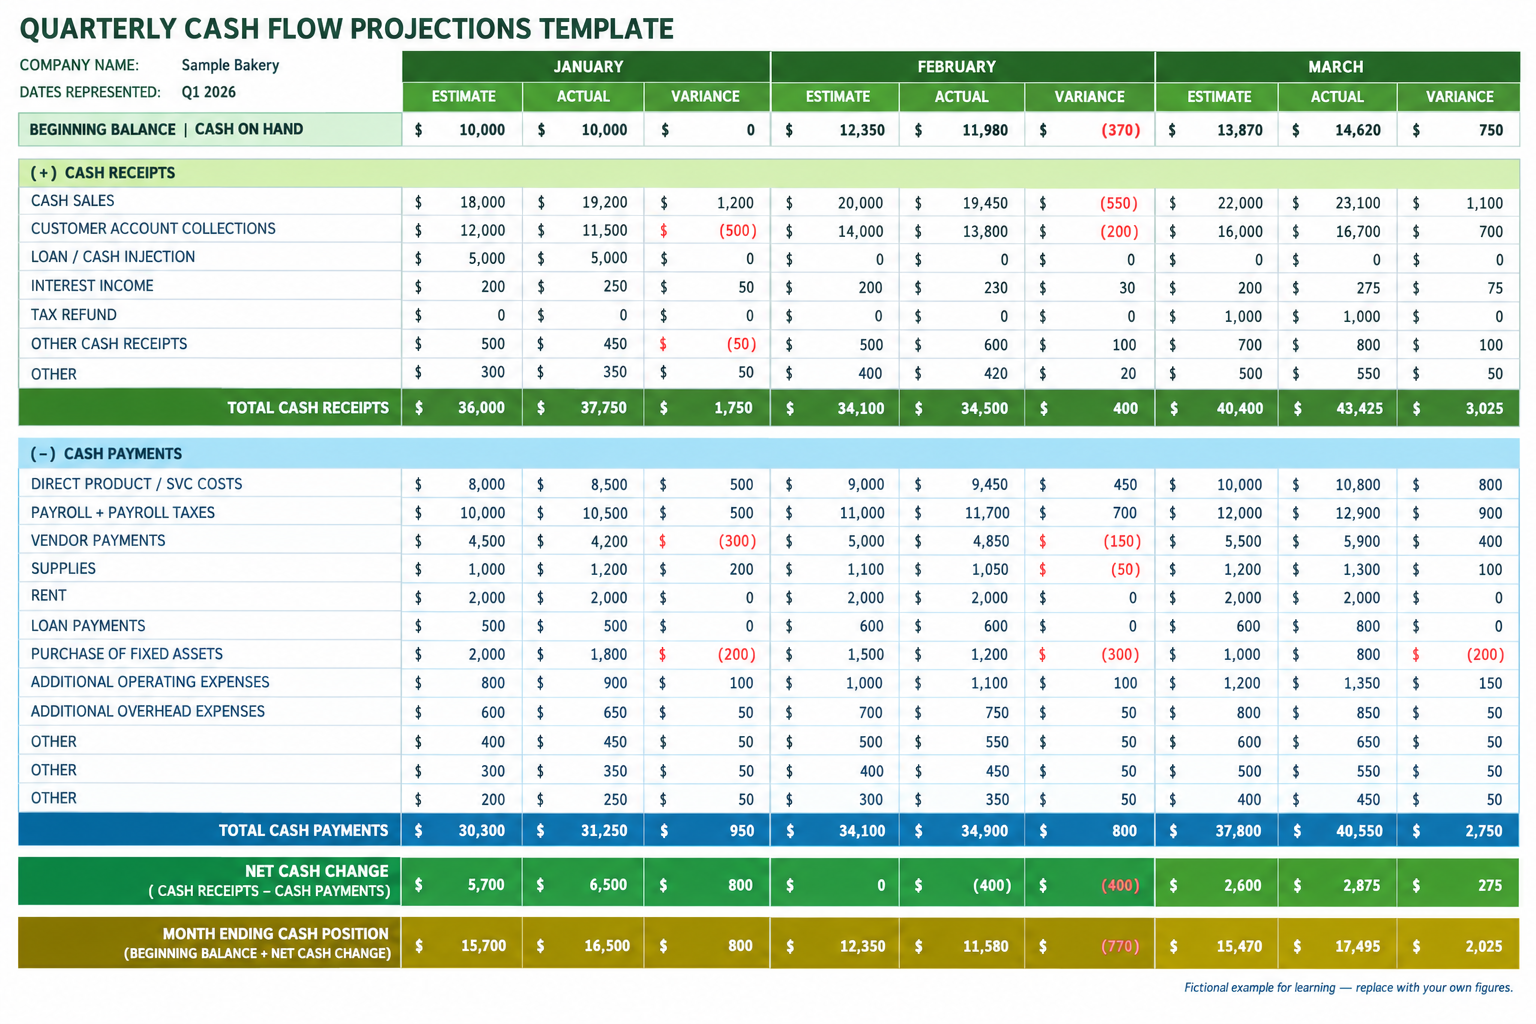 QUARTERLY CASH FLOW PROJECTIONS TEMPLATE
COMPANY NAME: Sample Bakery
DATES REPRESENTED: Q1 2026
JANUARY FEBRUARY MARCH
ESTIMATE ACTUAL VARIANCE ESTIMATE ACTUAL VARIANCE ESTIMATE ACTUAL VARIANCE
BEGINNING BALANCE | CASH ON HAND $ 10,000 $ 10,000 $ 0 $ 12,350 $ 11,980 $ (370) $ 13,870 $ 14,620 $ 750
(+) CASH RECEIPTS
CASH SALES $ 18,000 $ 19,200 $ 1,200 $ 20,000 $ 19,450 $ (550) $ 22,000 $ 23,100 $ 1,100
CUSTOMER ACCOUNT COLLECTIONS $ 12,000 $ 11,500 $ (500) $ 14,000 $ 13,800 $ (200) $ 16,000 $ 16,700 $ 700
LOAN / CASH INJECTION $ 5,000 $ 5,000 $ 0 $ 0 $ 0 $ 0 $ 0 $ 0 $ 0
INTEREST INCOME $ 200 $ 250 $ 50 $ 200 $ 230 $ 30 $ 200 $ 275 $ 75
TAX REFUND $ 0 $ 0 $ 0 $ 0 $ 0 $ 0 $ 1,000 $ 1,000 $ 0
OTHER CASH RECEIPTS $ 500 $ 450 $ (50) $ 500 $ 600 $ 100 $ 700 $ 800 $ 100
OTHER $ 300 $ 350 $ 50 $ 400 $ 420 $ 20 $ 500 $ 550 $ 50
TOTAL CASH RECEIPTS $ 36,000 $ 37,750 $ 1,750 $ 34,100 $ 34,500 $ 400 $ 40,400 $ 43,425 $ 3,025
(−) CASH PAYMENTS
DIRECT PRODUCT / SVC COSTS $ 8,000 $ 8,500 $ 500 $ 9,000 $ 9,450 $ 450 $ 10,000 $ 10,800 $ 800
PAYROLL + PAYROLL TAXES $ 10,000 $ 10,500 $ 500 $ 11,000 $ 11,700 $ 700 $ 12,000 $ 12,900 $ 900
VENDOR PAYMENTS $ 4,500 $ 4,200 $ (300) $ 5,000 $ 4,850 $ (150) $ 5,500 $ 5,900 $ 400
SUPPLIES $ 1,000 $ 1,200 $ 200 $ 1,100 $ 1,050 $ (50) $ 1,200 $ 1,300 $ 100
RENT $ 2,000 $ 2,000 $ 0 $ 2,000 $ 2,000 $ 0 $ 2,000 $ 2,000 $ 0
LOAN PAYMENTS $ 500 $ 500 $ 0 $ 600 $ 600 $ 0 $ 600 $ 800 $ 0
PURCHASE OF FIXED ASSETS $ 2,000 $ 1,800 $ (200) $ 1,500 $ 1,200 $ (300) $ 1,000 $ 800 $ (200)
ADDITIONAL OPERATING EXPENSES $ 800 $ 900 $ 100 $ 1,000 $ 1,100 $ 100 $ 1,200 $ 1,350 $ 150
ADDITIONAL OVERHEAD EXPENSES $ 600 $ 650 $ 50 $ 700 $ 750 $ 50 $ 800 $ 850 $ 50
OTHER $ 400 $ 450 $ 50 $ 500 $ 550 $ 50 $ 600 $ 650 $ 50
OTHER $ 300 $ 350 $ 50 $ 400 $ 450 $ 50 $ 500 $ 550 $ 50
OTHER $ 200 $ 250 $ 50 $ 300 $ 350 $ 50 $ 400 $ 450 $ 50
TOTAL CASH PAYMENTS $ 30,300 $ 31,250 $ 950 $ 34,100 $ 34,900 $ 800 $ 37,800 $ 40,550 $ 2,750
NET CASH CHANGE
( CASH RECEIPTS – CASH PAYMENTS) $ 5,700 $ 6,500 $ 800 $ 0 $ (400) $ (400) $ 2,600 $ 2,875 $ 275
MONTH ENDING CASH POSITION
(BEGINNING BALANCE + NET CASH CHANGE) $ 15,700 $ 16,500 $ 800 $ 12,350 $ 11,580 $ (770) $ 15,470 $ 17,495 $ 2,025
Fictional example for learning — replace with your own figures.